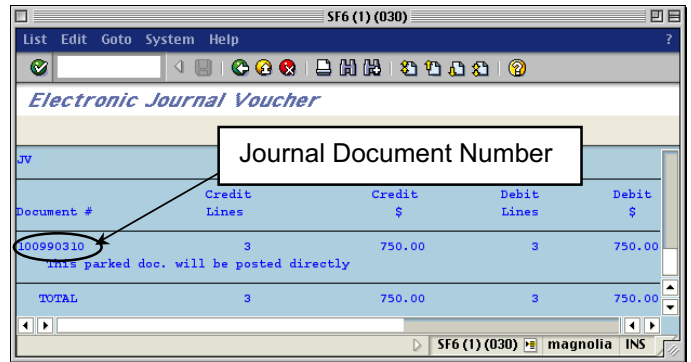 SF6 (1) (030)
List Edit Goto System Help ?
Electronic Journal Voucher
Journal Document Number
JV
Credit Credit Debit Debit
Document # Lines $ Lines $
100990310 3 750.00 3 750.00
This parked doc. will be posted directly
TOTAL 3 750.00 3 750.00
SF6 (1) (030) magnolia INS